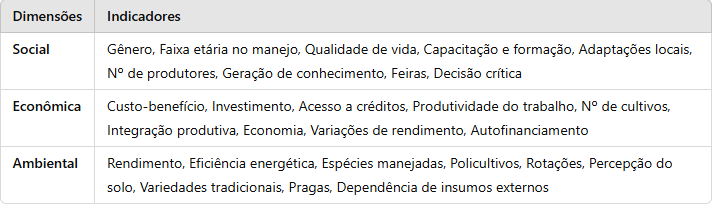 Dimensões Indicadores
Social Gênero, Faixa etária no manejo, Qualidade de vida, Capacitação e formação, Adaptações locais,
Nº de produtores, Geração de conhecimento, Feiras, Decisão crítica
Econômica Custo-benefício, Investimento, Acesso a créditos, Produtividade do trabalho, Nº de cultivos,
Integração produtiva, Economia, Variações de rendimento, Autofinanciamento
Ambiental Rendimento, Eficiência energética, Espécies manejadas, Policultivos, Rotações, Percepção do
solo, Variedades tradicionais, Pragas, Dependência de insumos externos